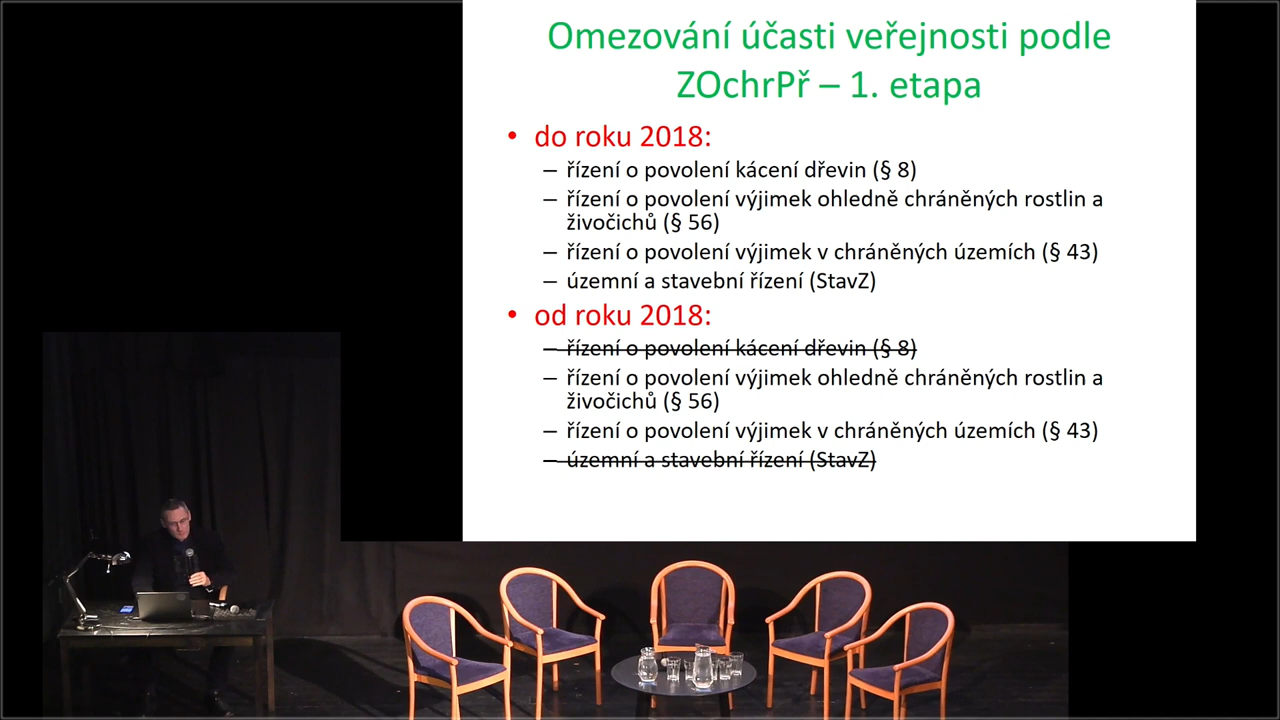 Omezování účasti veřejnosti podle
ZOchrPř – 1. etapa
• do roku 2018:
– řízení o povolení kácení dřevin (§ 8)
– řízení o povolení výjimek ohledně chráněných rostlin a
živočichů (§ 56)
– řízení o povolení výjimek v chráněných územích (§ 43)
– územní a stavební řízení (StavZ)
• od roku 2018:
– řízení o povolení kácení dřevin (§ 8)
– řízení o povolení výjimek ohledně chráněných rostlin a
živočichů (§ 56)
– řízení o povolení výjimek v chráněných územích (§ 43)
– územní a stavební řízení (StavZ)